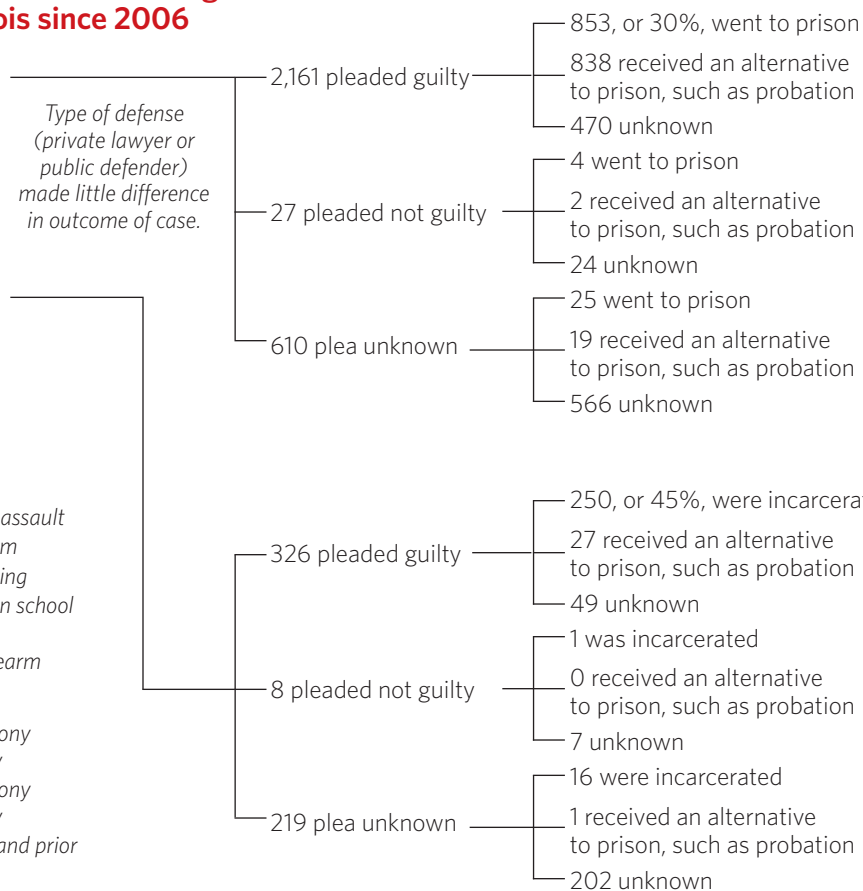 since 2006
2,161 pleaded guilty
853, or 30%, went to prison
838 received an alternative
to prison, such as probation
470 unknown
Type of defense
(private lawyer or
public defender)
made little difference
in outcome of case.
27 pleaded not guilty
4 went to prison
2 received an alternative
to prison, such as probation
24 unknown
610 plea unknown
25 went to prison
19 received an alternative
to prison, such as probation
566 unknown
assault
school
326 pleaded guilty
250, or 45%, were
27 received an alternative
to prison, such as probation
49 unknown
8 pleaded not guilty
1 was incarcerated
0 received an alternative
to prison, such as probation
7 unknown
and prior
219 plea unknown
16 were incarcerated
1 received an alternative
to prison, such as probation
202 unknown